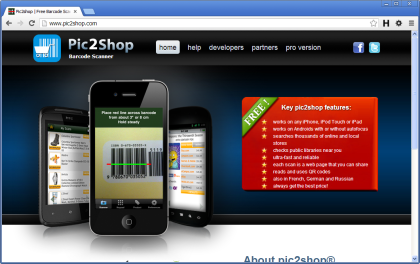 Pic2Shop | Free Barcode Scan
www.pic2shop.com
Pic2Shop
Barcode Scanner
home help developers partners pro version
FREE!
Key pic2shop features:
works on any iPhone, iPod Touch or iPad
works on Androids with or without autofocus
searches thousands of online and local
stores
checks public libraries near you
ultra-fast and reliable
each scan is a web page that you can share
reads and uses QR codes
also in French, German and Russian
always get the best price!
Place red line across barcode
from about 3" or 8 cm
Hold steady
About pic2shop®